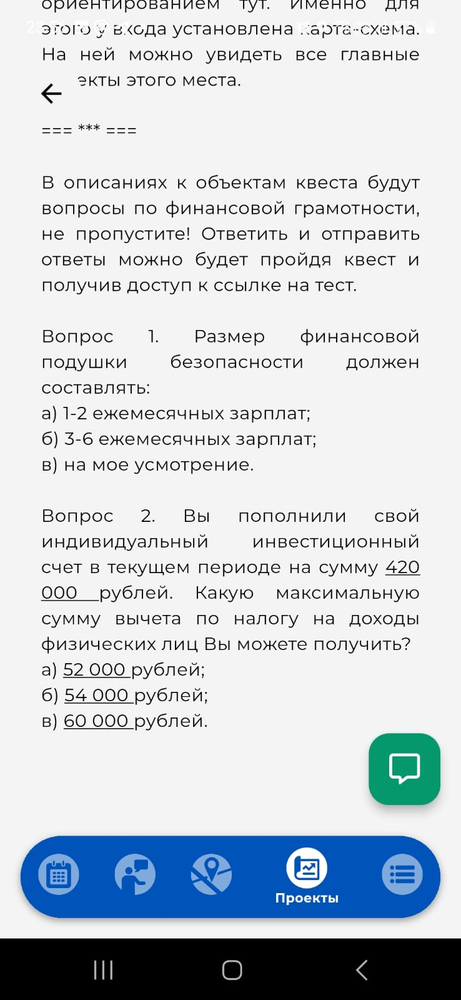 ориентированием тут. Именно для
этого у входа установлена карта-схема.
На ней можно увидеть все главные
екты этого места.
=== *** ===
В описаниях к объектам квеста будут
вопросы по финансовой грамотности,
не пропустите! Ответить и отправить
ответы можно будет пройдя квест и
получив доступ к ссылке на тест.
Вопрос 1. Размер финансовой
подушки безопасности должен
составлять:
а) 1-2 ежемесячных зарплат;
б) 3-6 ежемесячных зарплат;
в) на мое усмотрение.
Вопрос 2. Вы пополнили свой
индивидуальный инвестиционный
счет в текущем периоде на сумму 420
000 рублей. Какую максимальную
сумму вычета по налогу на доходы
физических лиц Вы можете получить?
а) 52 000 рублей;
б) 54 000 рублей;
в) 60 000 рублей.
Проекты